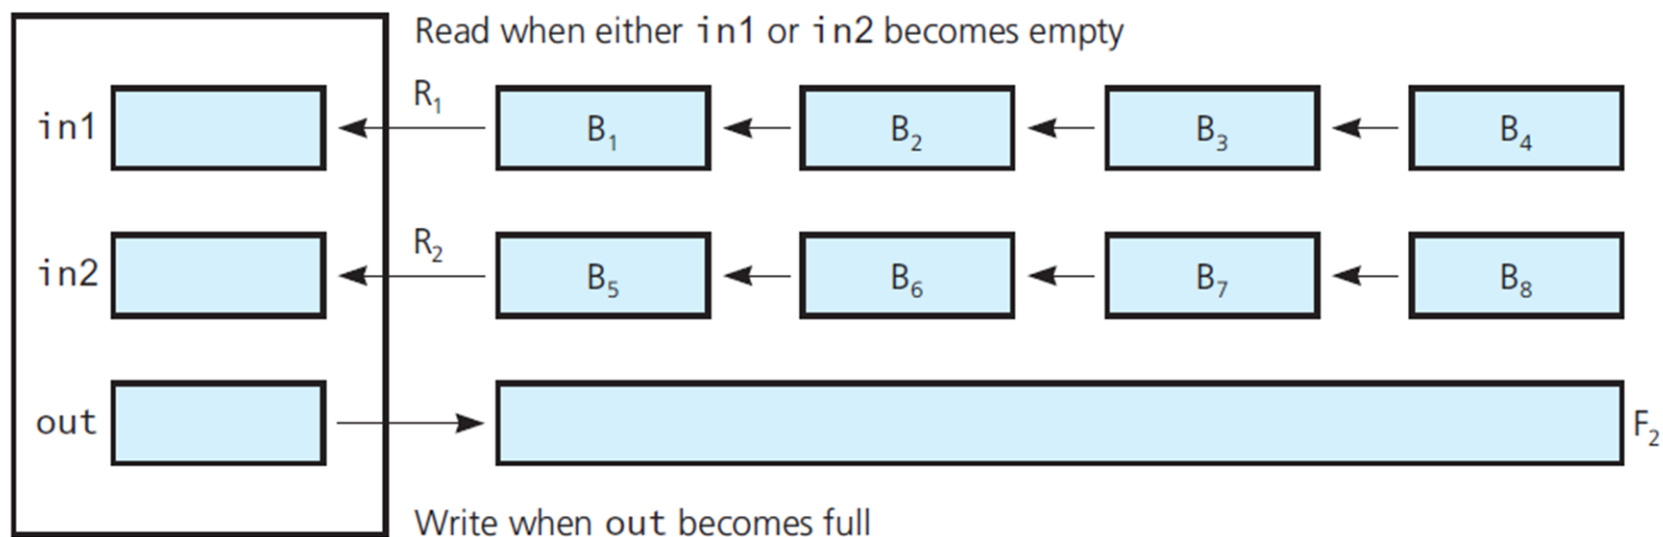 Read when either in1 or in2 becomes empty
in1 R₁ B₁ B₂ B₃ B₄
in2 R₂ B₅ B₆ B₇ B₈
out F₂
Write when out becomes full